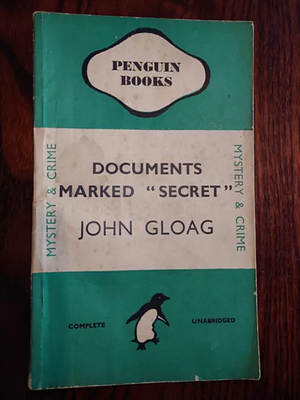 PENGUIN
BOOKS
MYSTERY & CRIME
DOCUMENTS
MARKED "SECRET"
JOHN GLOAG
MYSTERY & CRIME
COMPLETE
UNABRIDGED